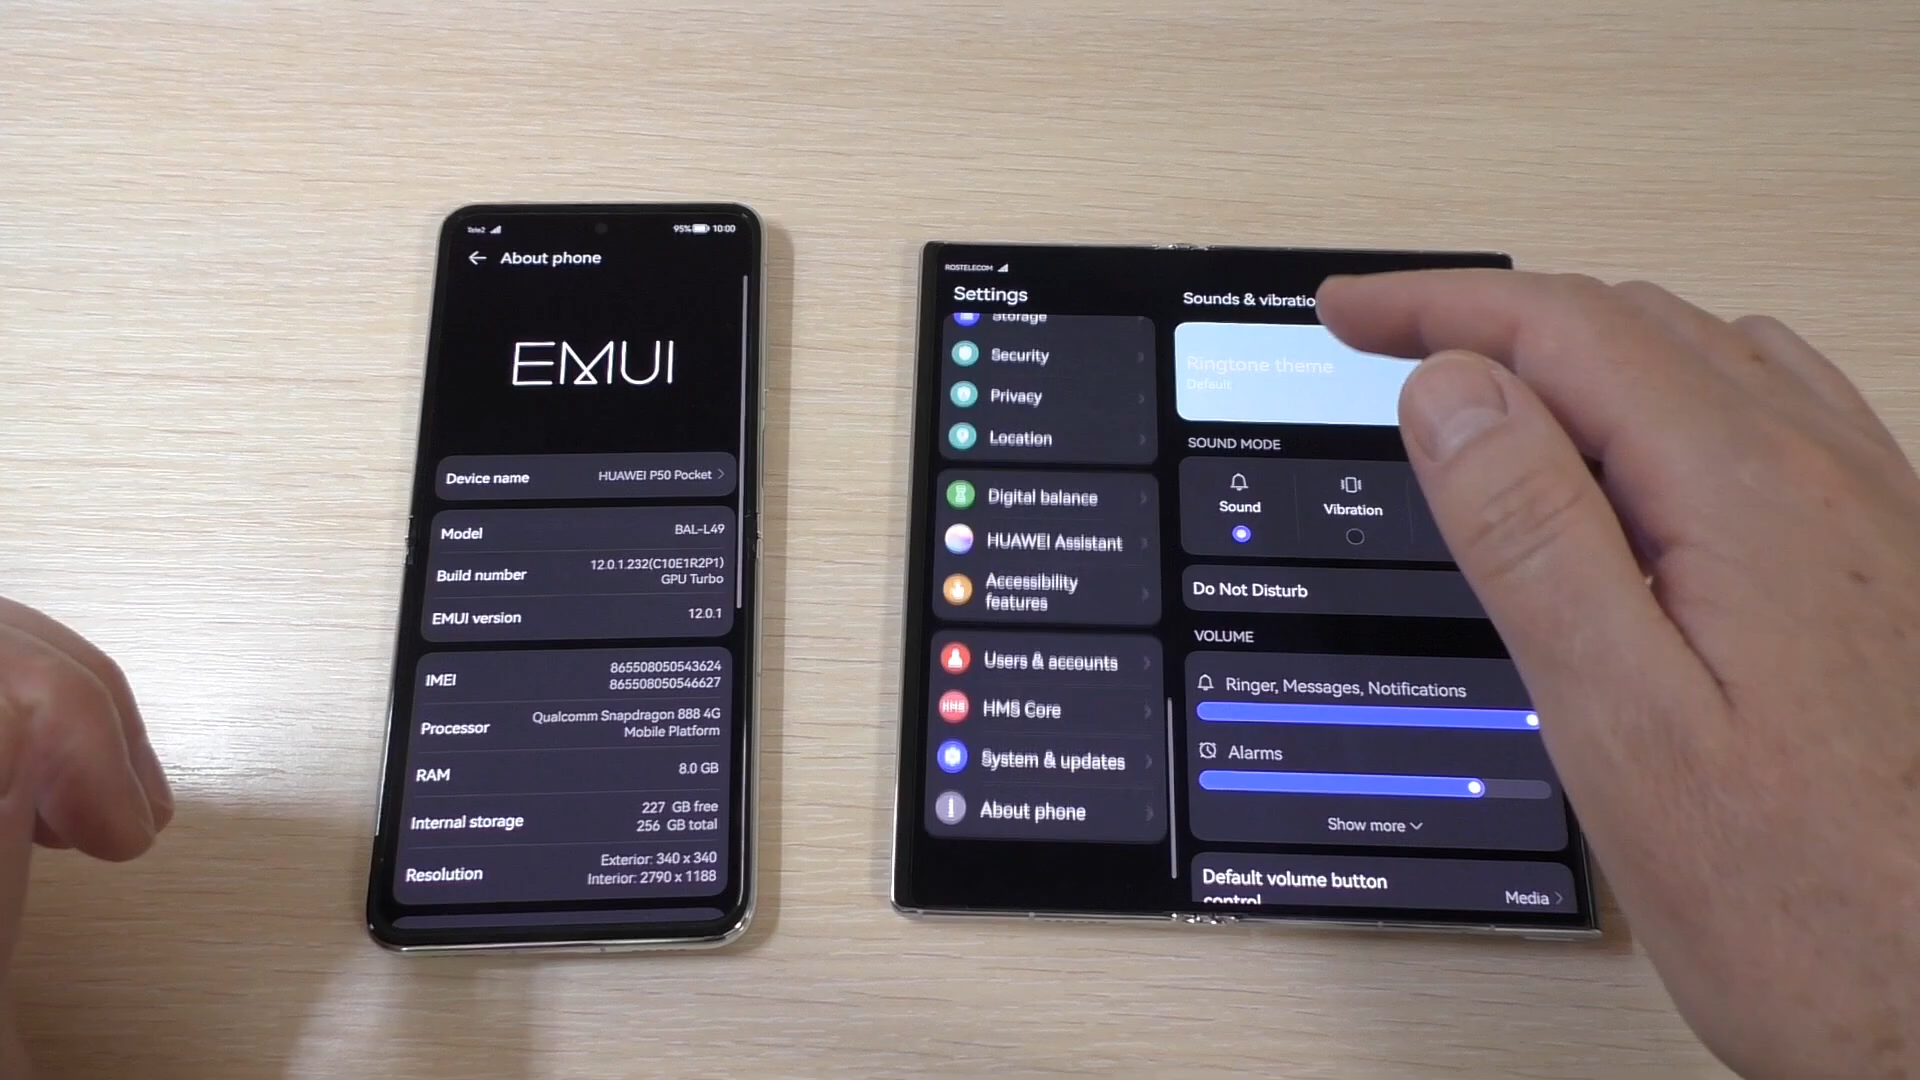 Tele2
95% 10:00
About phone
EMUI
Device name
HUAWEI P50 Pocket
Model
BAL-L49
Build number
12.0.1.232(C10E1R2P1)
GPU Turbo
EMUI version
12.0.1
IMEI
865508050543624
865508050546627
Processor
Qualcomm Snapdragon 888 4G
Mobile Platform
RAM
8.0 GB
Internal storage
227 GB free
256 GB total
Resolution
Exterior: 340 x 340
Interior: 2790 x 1188
ROSTELECOM
Settings
Storage
Security
Privacy
Location
Digital balance
HUAWEI Assistant
Accessibility
features
Users & accounts
HMS
HMS Core
System & updates
About phone
Sounds & vibratio
Ringtone theme
Default
SOUND MODE
Sound
Vibration
Do Not Disturb
VOLUME
Ringer, Messages, Notifications
Alarms
Show more
Default volume button
control
Media